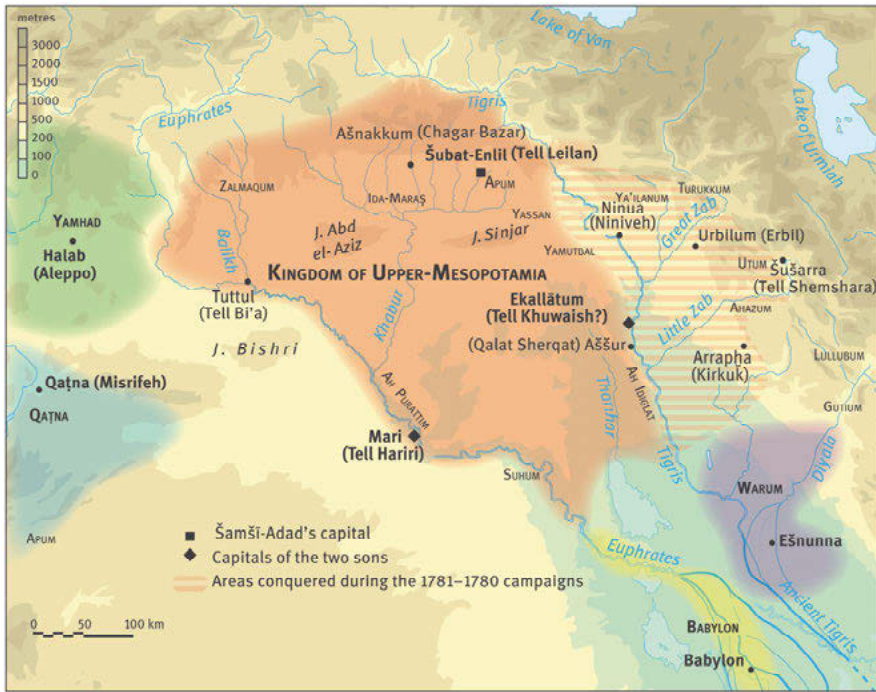 metres
3000
2000
1500
1000
500
200
100
0
Lake of Van
Lake of Urmiah
Euphrates
Tigris
Ašnakkum (Chagar Bazar)
Šubat-Enlil (Tell Leilan)
Zalmaqum
Ida-Maraş
Apum
Ya'ilanum
Turukkum
Ninua
(Niniveh)
Great Zab
Yamhad
Halab
(Aleppo)
Balikh
J. Abd
el-Aziz
J. Sinjar
Yassan
Yamutbal
Urbilum (Erbil)
Utum
Šušarra
(Tell Shemshara)
Kingdom of Upper-Mesopotamia
Tuttul
(Tell Bi'a)
Khabur
Ekallātum
(Tell Khuwaish?)
(Qalat Sherqat) Aššur
Little Zab
Ahazum
Arrapḫa
(Kirkuk)
Lullubum
J. Bishri
Qaṭna (Misrifeh)
Qaṭna
Ah Purattim
Tharthar
Ah Idiglat
Gutium
Mari
(Tell Hariri)
Suhum
Tigris
Warum
Diyala
Apum
Ešnunna
Euphrates
Ancient Tigris
Babylon
Babylon
Šamšī-Adad's capital
Capitals of the two sons
Areas conquered during the 1781–1780 campaigns
0 50 100 km